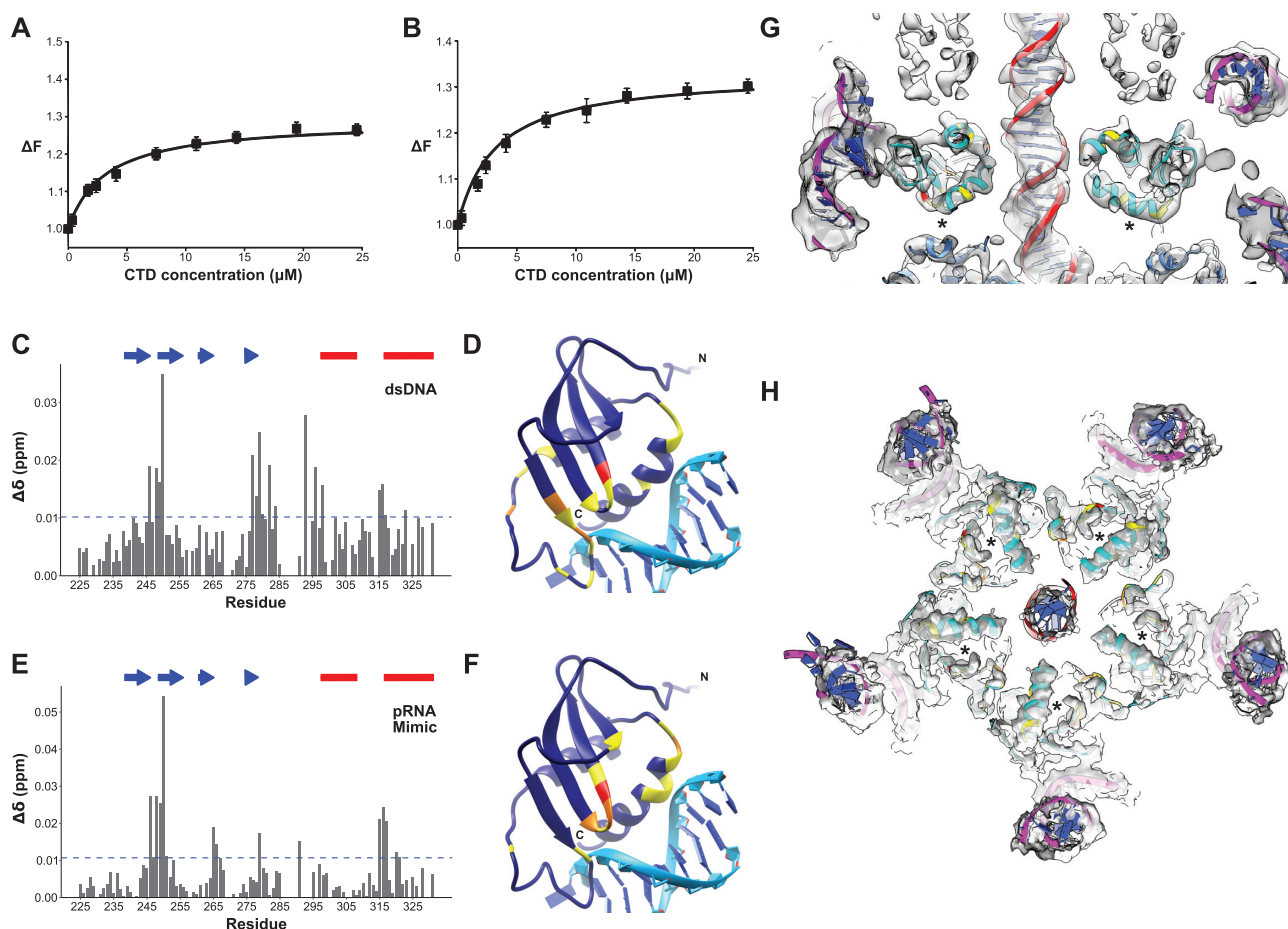 A
1.5
1.4
1.3
ΔF
1.2
1.1
1.0
0 5 10 15 20 25
CTD concentration (µM)
B
1.4
1.3
ΔF
1.2
1.1
1.0
0 5 10 15 20 25
CTD concentration (µM)
G
*
*
C
dsDNA
0.03
0.02
0.01
0.00
Δδ (ppm)
225 235 245 255 265 275 285 295 305 315 325
Residue
D
N
C
E
pRNA
Mimic
0.05
0.04
0.03
0.02
0.01
0.00
Δδ (ppm)
225 235 245 255 265 275 285 295 305 315 325
Residue
F
N
C
H
*
*
*
*
*